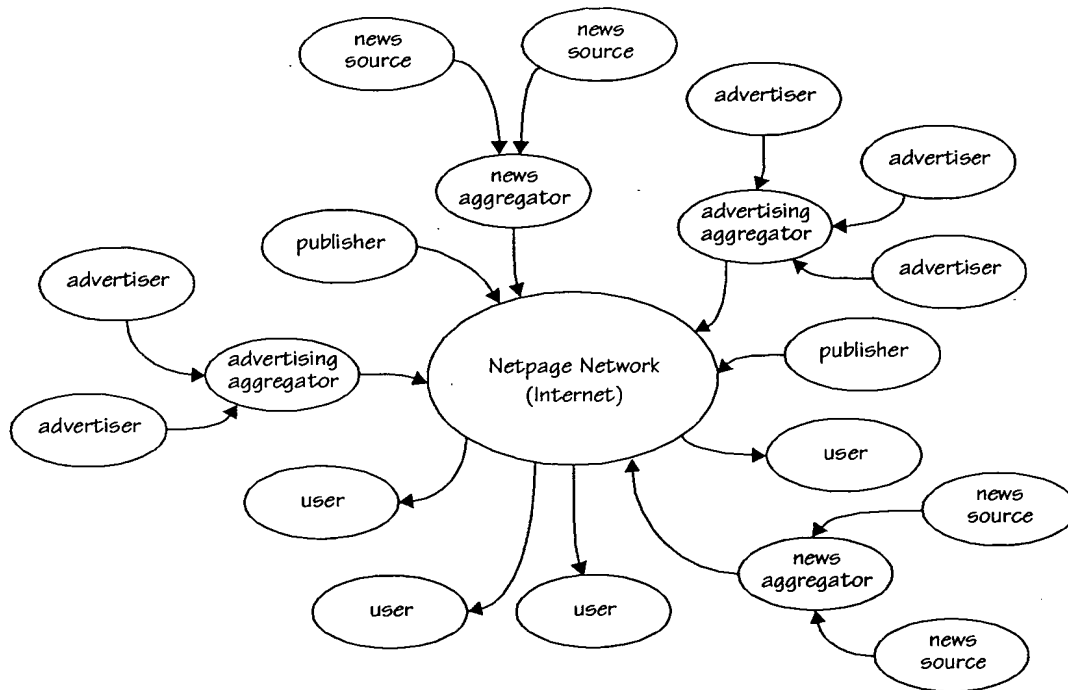 news
source
news
source
advertiser
advertiser
news
aggregator
advertising
aggregator
publisher
advertiser
advertiser
publisher
advertising
aggregator
Netpage Network
(Internet)
advertiser
user
user
news
source
news
aggregator
user
user
news
source